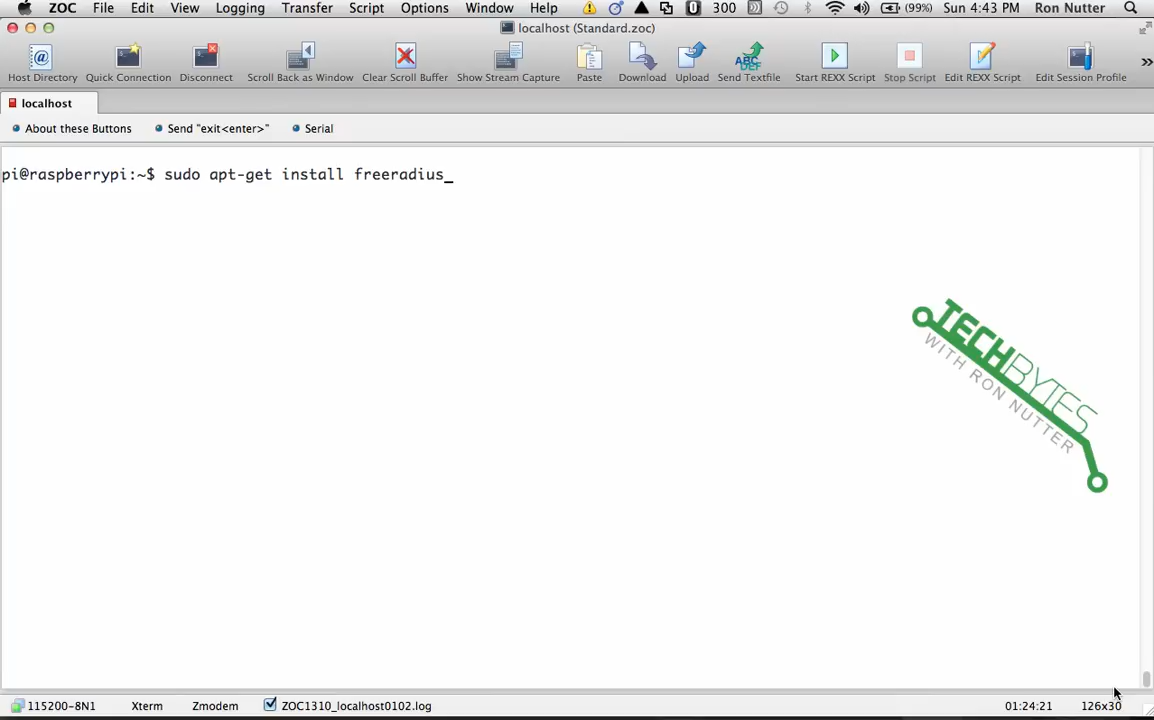 ZOC File Edit View Logging Transfer Script Options Window Help 300 (99%) Sun 4:43 PM Ron Nutter
localhost (Standard.zoc)
Host Directory Quick Connection Disconnect Scroll Back as Window Clear Scroll Buffer Show Stream Capture Paste Download Upload Send Textfile Start REXX Script Stop Script Edit REXX Script Edit Session Profile »
localhost
About these Buttons Send "exit<enter>" Serial
pi@raspberrypi:~$ sudo apt-get install freeradius_
TECHBYTES
WITH RON NUTTER
115200-8N1 Xterm Zmodem ZOC1310_localhost0102.log 01:24:21 126x30